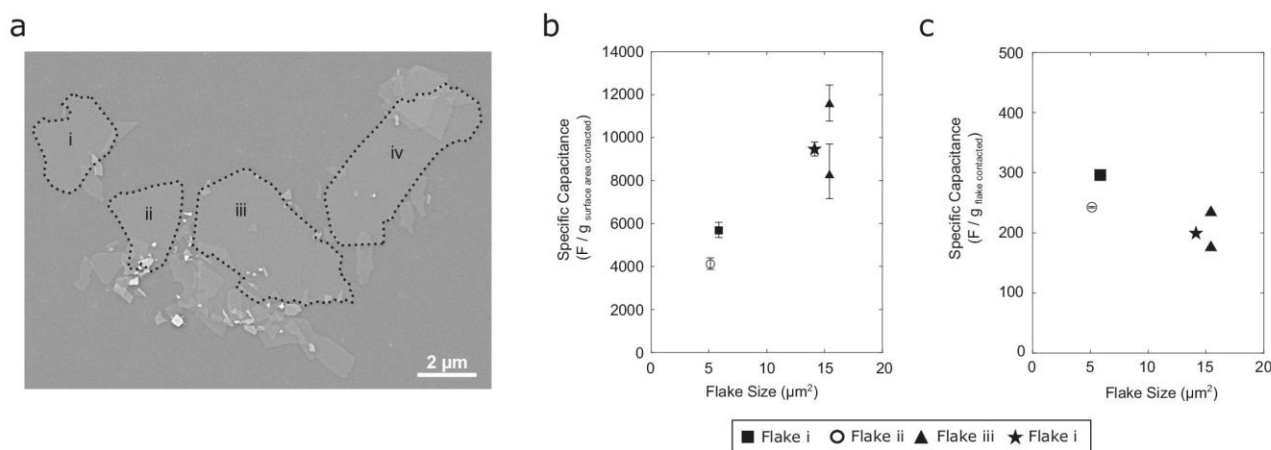 a
i
ii
iii
iv
2 µm
b
Specific Capacitance
(F / g surface area contacted)
14000
12000
10000
8000
6000
4000
2000
0
0 5 10 15 20
Flake Size (µm²)
c
Specific Capacitance
(F / g flake contacted)
500
400
300
200
100
0
0 5 10 15 20
Flake Size (µm²)
Flake i Flake ii Flake iii Flake i